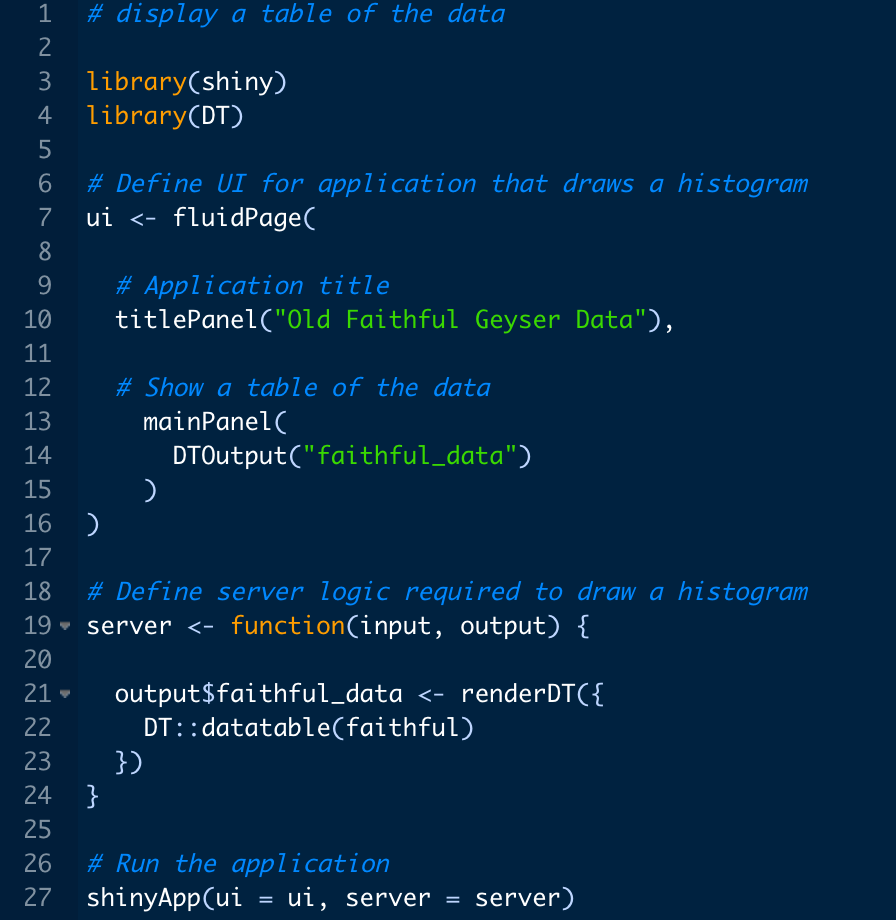 1 # display a table of the data
2
3 library(shiny)
4 library(DT)
5
6 # Define UI for application that draws a histogram
7 ui <- fluidPage(
8
9   # Application title
10   titlePanel("Old Faithful Geyser Data"),
11
12   # Show a table of the data
13     mainPanel(
14       DTOutput("faithful_data")
15     )
16 )
17
18 # Define server logic required to draw a histogram
19 server <- function(input, output) {
20
21   output$faithful_data <- renderDT({
22     DT::datatable(faithful)
23   })
24 }
25
26 # Run the application
27 shinyApp(ui = ui, server = server)